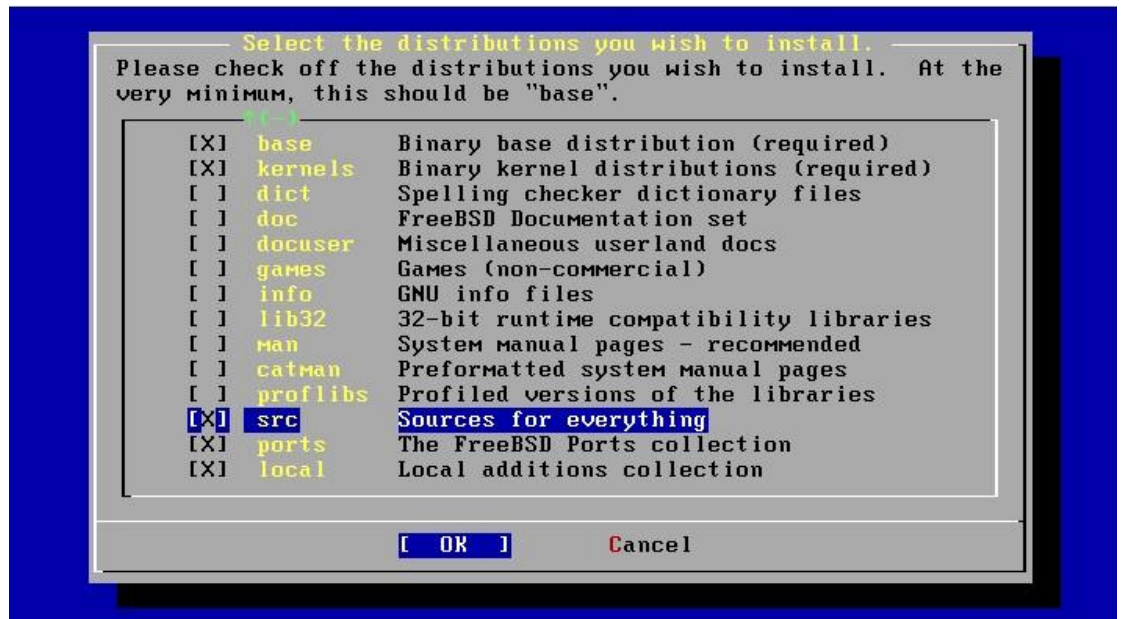 Select the distributions you wish to install.
Please check off the distributions you wish to install.  At the
very minimum, this should be "base".
↑(-)
[X] base Binary base distribution (required)
[X] kernels Binary kernel distributions (required)
[ ] dict Spelling checker dictionary files
[ ] doc FreeBSD Documentation set
[ ] docuser Miscellaneous userland docs
[ ] games Games (non-commercial)
[ ] info GNU info files
[ ] lib32 32-bit runtime compatibility libraries
[ ] man System manual pages - recommended
[ ] catman Preformatted system manual pages
[ ] proflibs Profiled versions of the libraries
[X] src Sources for everything
[X] ports The FreeBSD Ports collection
[X] local Local additions collection
[ OK ] Cancel